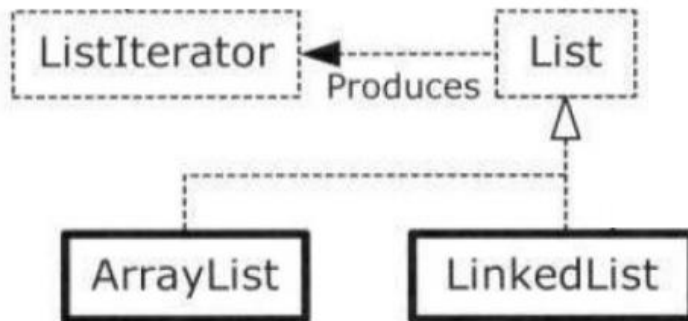 ListIterator
List
Produces
ArrayList
LinkedList